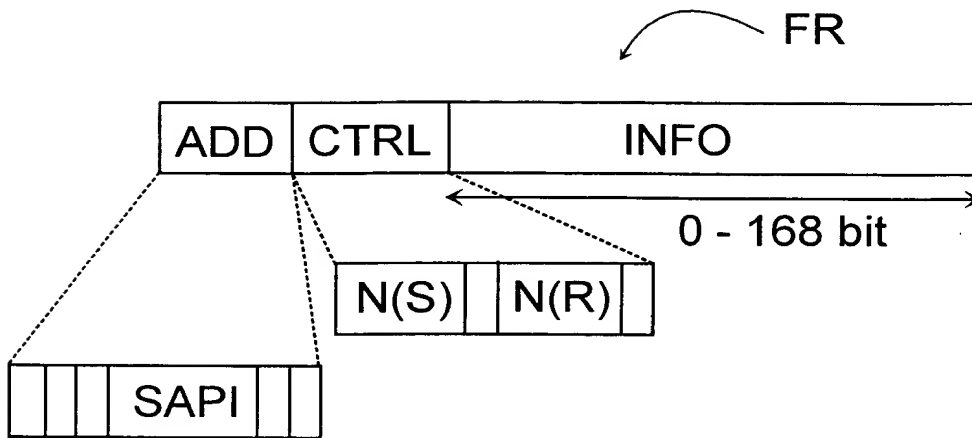 FR
ADD CTRL INFO
0 - 168 bit
N(S) N(R)
SAPI